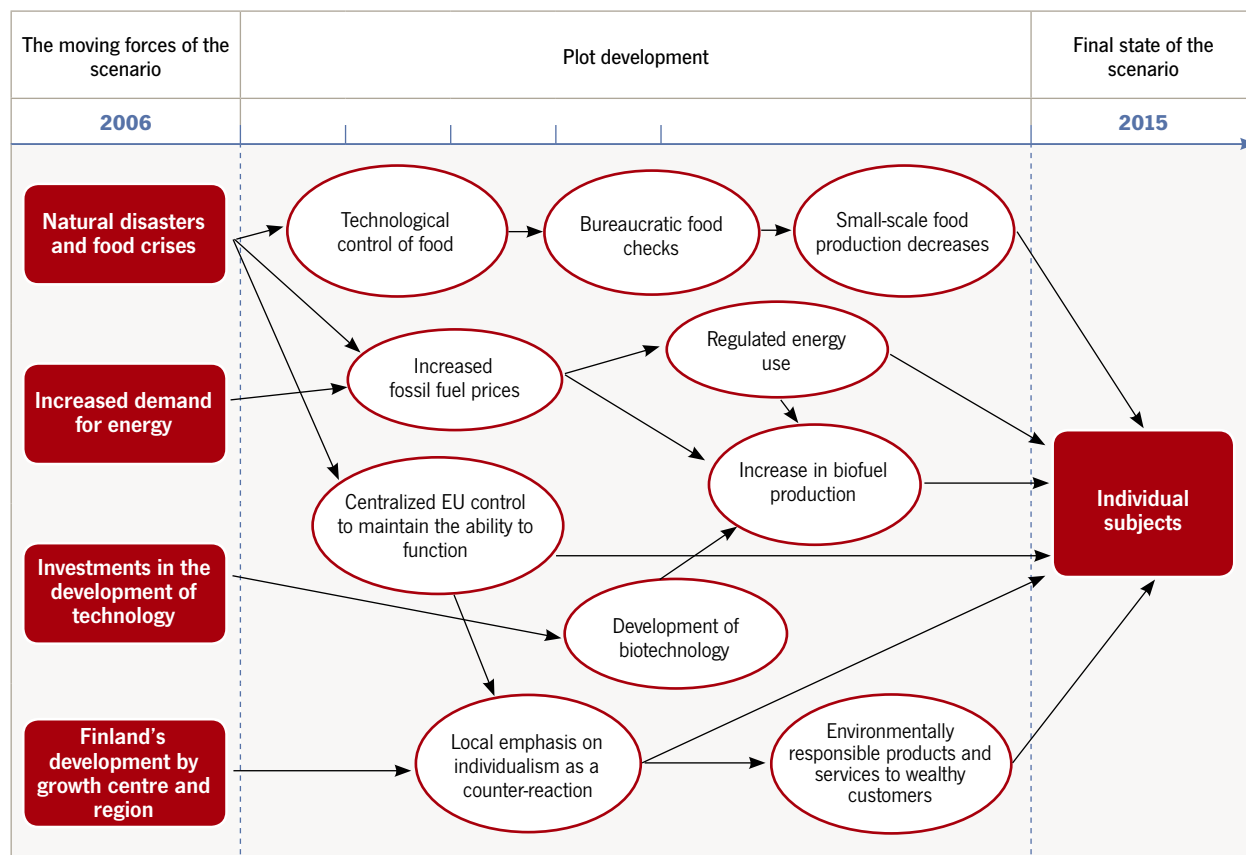 The moving forces of the
scenario
Plot development
Final state of the
scenario
2006
2015
Natural disasters
and food crises
Technological
control of food
Bureaucratic food
checks
Small-scale food
production decreases
Increased demand
for energy
Increased
fossil fuel prices
Regulated energy
use
Increase in biofuel
production
Centralized EU control
to maintain the ability to
function
Individual
subjects
Investments in the
development of
technology
Development of
biotechnology
Finland's
development by
growth centre and
region
Local emphasis on
individualism as a
counter-reaction
Environmentally
responsible products and
services to wealthy
customers